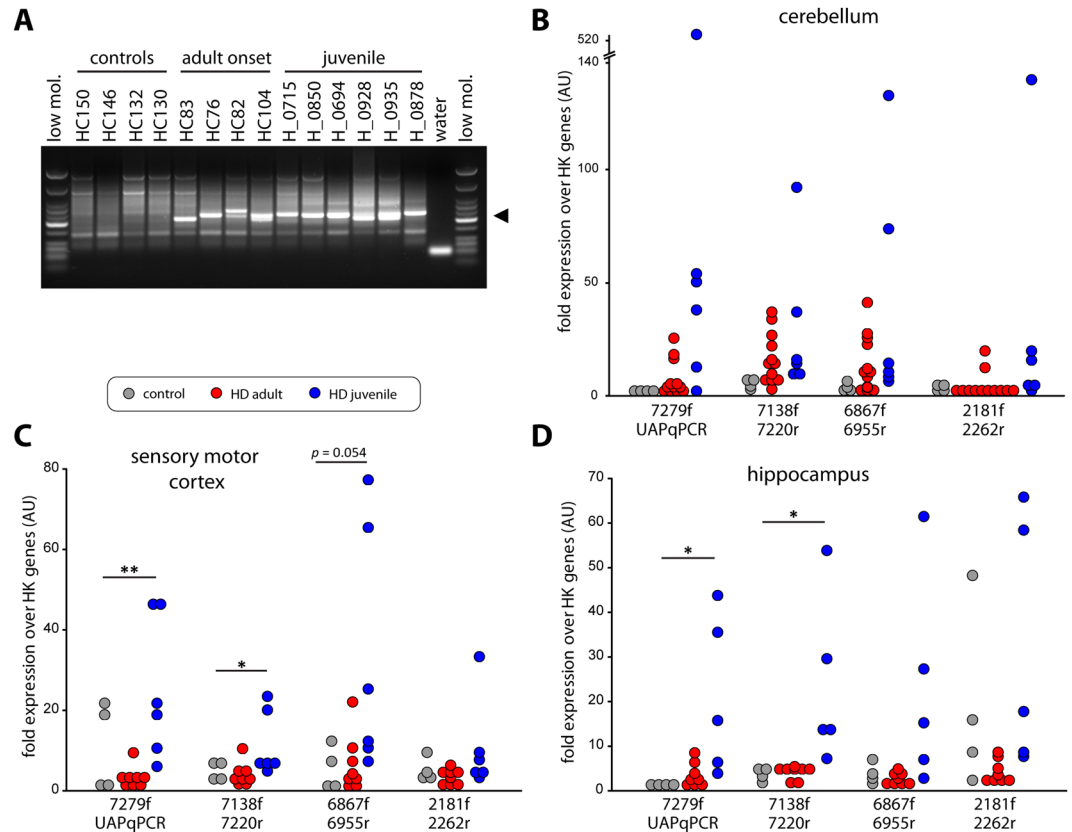 A
controls
adult onset
juvenile
low mol.
HC150
HC146
HC132
HC130
HC83
HC76
HC82
HC104
H_0715
H_0850
H_0694
H_0928
H_0935
H_0878
water
low mol.
B
cerebellum
fold expression over HK genes (AU)
520
140
100
50
0
7279f
UAPqPCR
7138f
7220r
6867f
6955r
2181f
2262r
control
HD adult
HD juvenile
C
sensory motor
cortex
fold expression over HK genes (AU)
80
60
40
20
0
**
*
p = 0.054
7279f
UAPqPCR
7138f
7220r
6867f
6955r
2181f
2262r
D
hippocampus
fold expression over HK genes (AU)
70
60
50
40
30
20
10
0
*
*
7279f
UAPqPCR
7138f
7220r
6867f
6955r
2181f
2262r